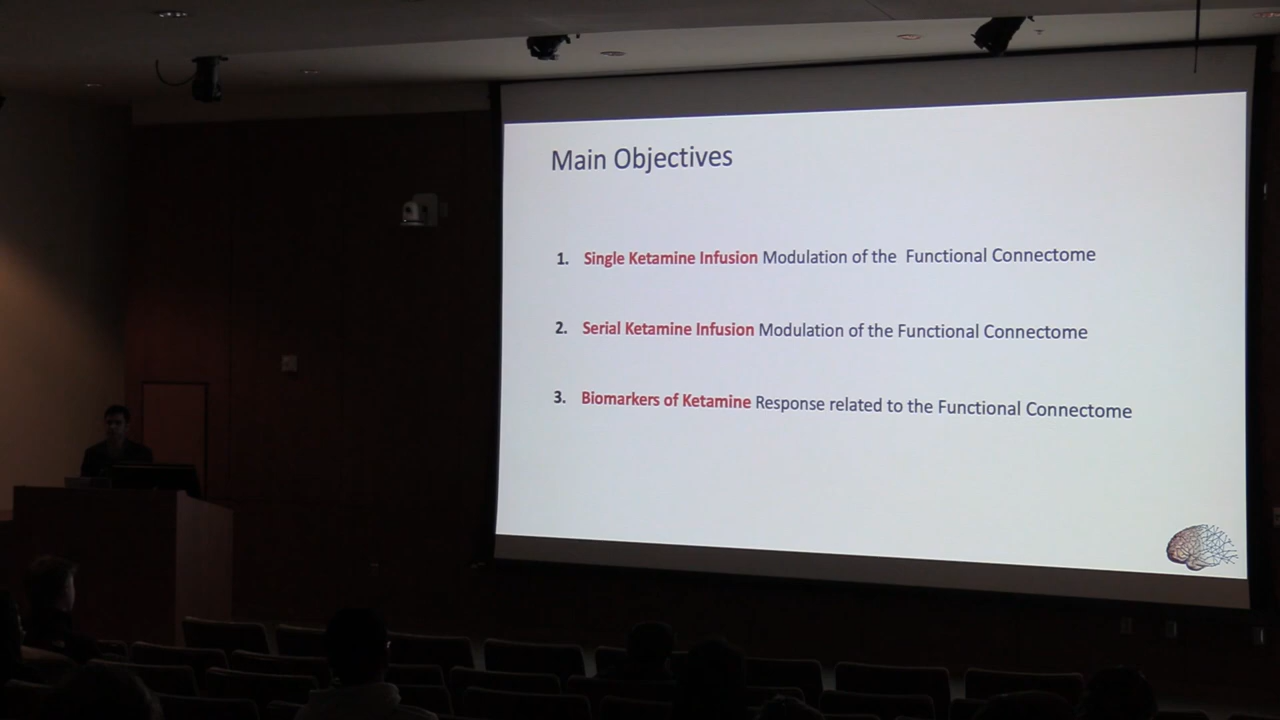 Main Objectives
1. Single Ketamine Infusion Modulation of the Functional Connectome
2. Serial Ketamine Infusion Modulation of the Functional Connectome
3. Biomarkers of Ketamine Response related to the Functional Connectome